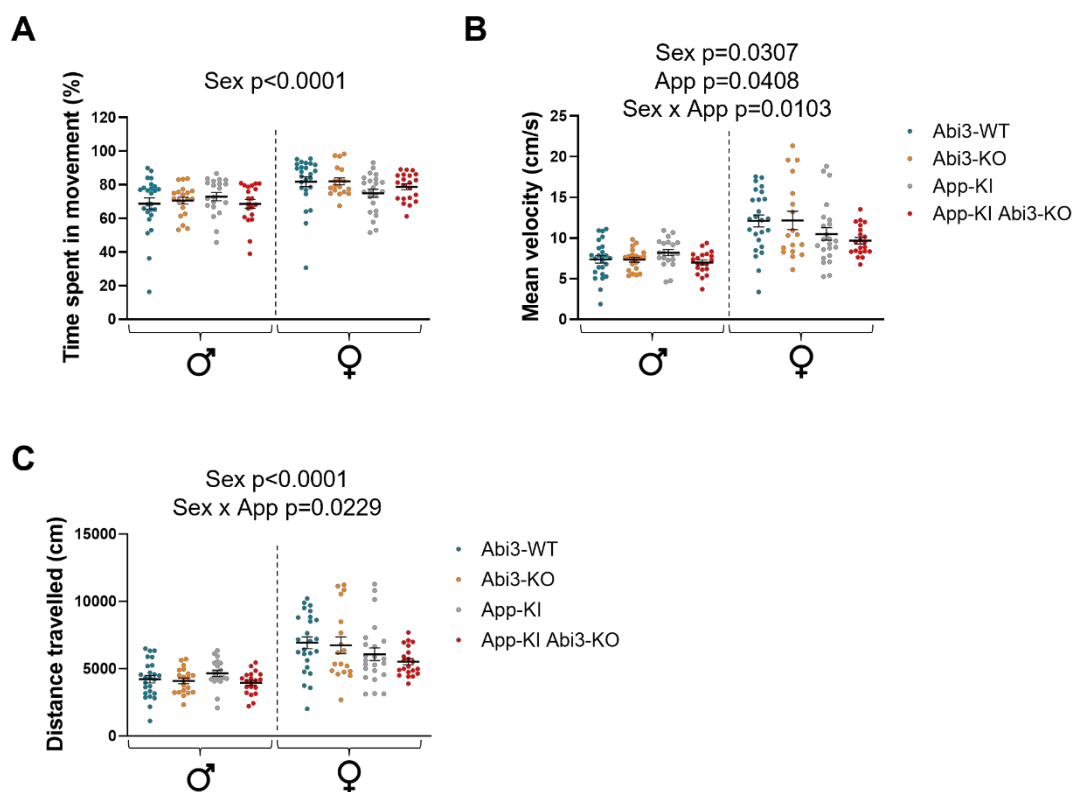 A
Sex p<0.0001
Time spent in movement (%)
120
100
80
60
40
20
0
♂
♀
B
Sex p=0.0307
App p=0.0408
Sex x App p=0.0103
Mean velocity (cm/s)
25
20
15
10
5
0
♂
♀
Abi3-WT
Abi3-KO
App-KI
App-KI Abi3-KO
C
Sex p<0.0001
Sex x App p=0.0229
Distance travelled (cm)
15000
10000
5000
0
♂
♀
Abi3-WT
Abi3-KO
App-KI
App-KI Abi3-KO